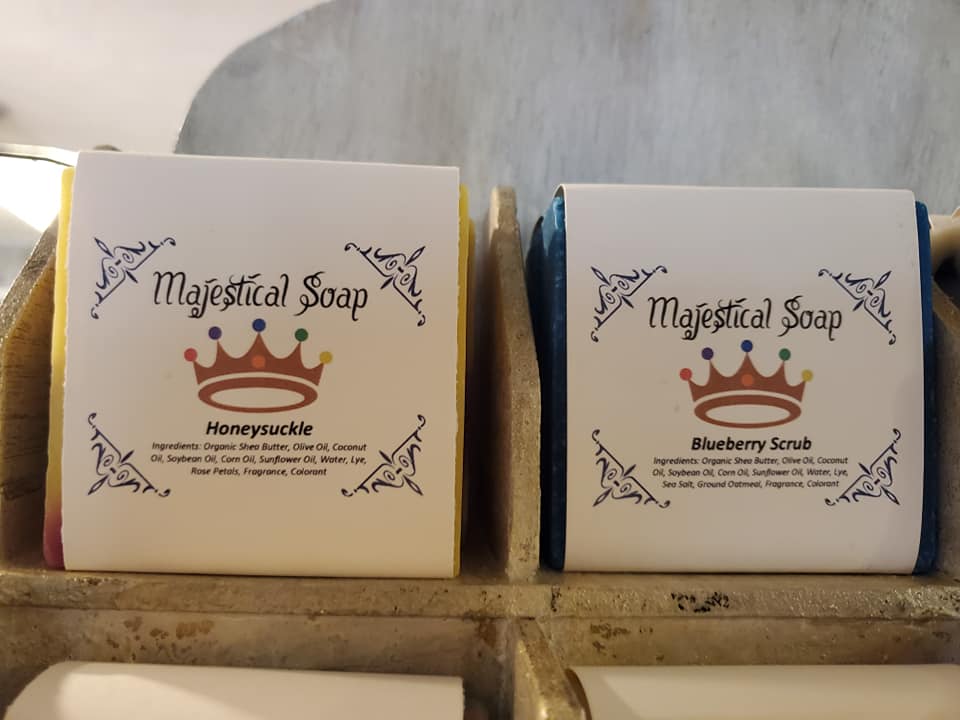 Majestical Soap
Honeysuckle
Ingredients: Organic Shea Butter, Olive Oil, Coconut
Oil, Soybean Oil, Corn Oil, Sunflower Oil, Water, Lye,
Rose Petals, Fragrance, Colorant
Majestical Soap
Blueberry Scrub
Ingredients: Organic Shea Butter, Olive Oil, Coconut
Oil, Soybean Oil, Corn Oil, Sunflower Oil, Water, Lye,
Sea Salt, Ground Oatmeal, Fragrance, Colorant